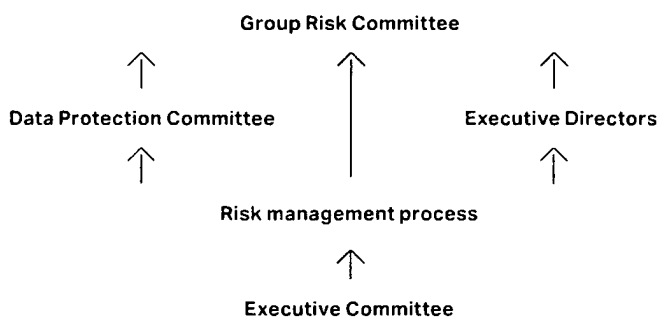 Group Risk Committee
Data Protection Committee
Executive Directors
Risk management process
Executive Committee